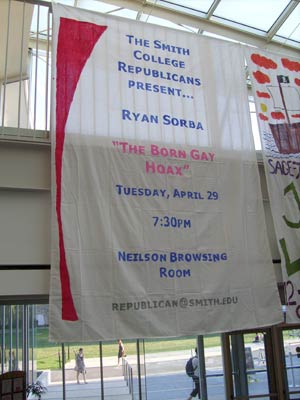 THE SMITH
COLLEGE
REPUBLICANS
PRESENT...
RYAN SORBA
"THE BORN GAY
HOAX"
TUESDAY, APRIL 29
7:30PM
NEILSON BROWSING
ROOM
REPUBLICAN@SMITH.EDU